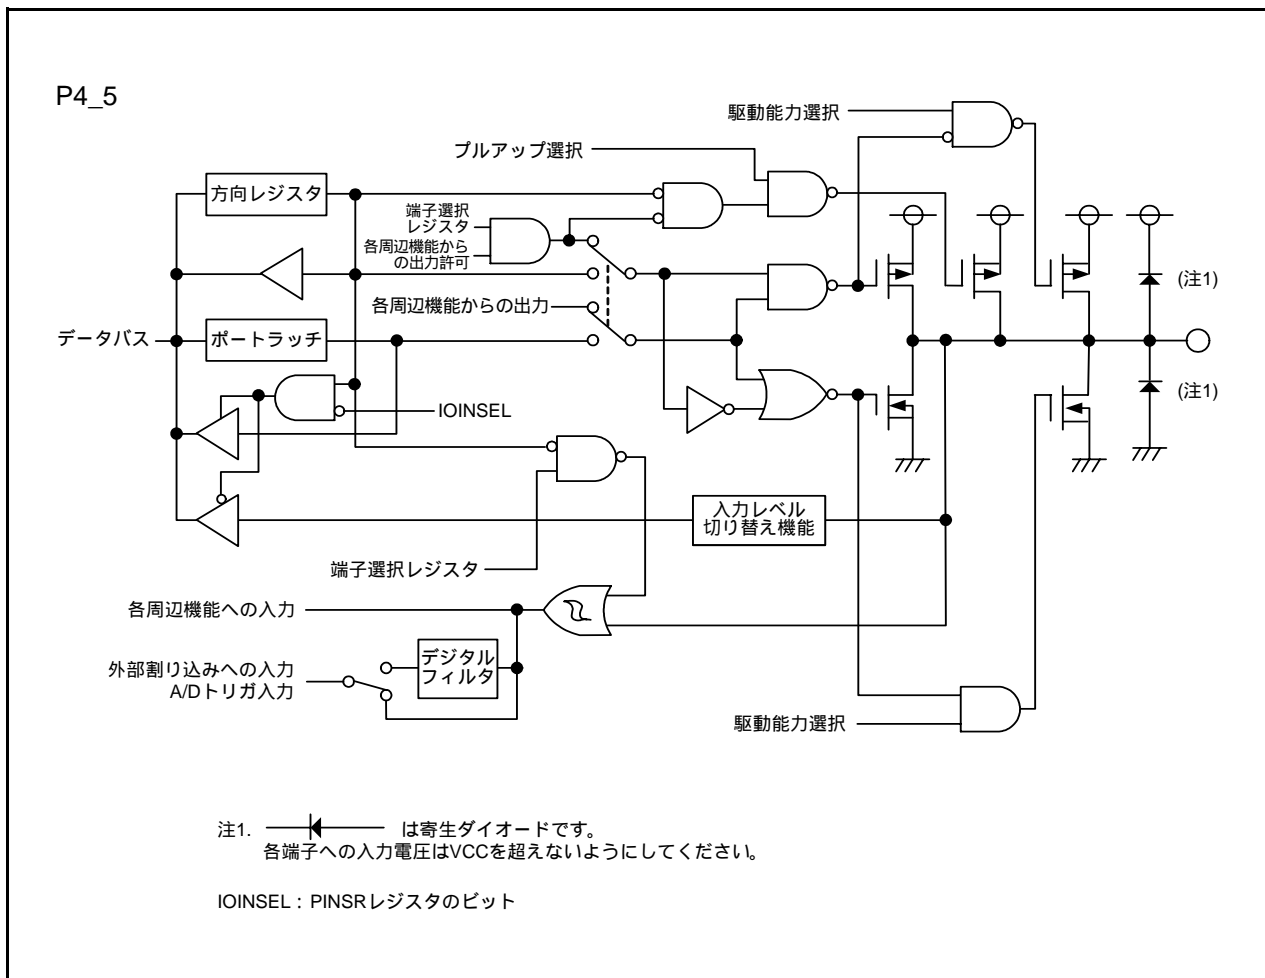 P4_5
駆動能力選択
プルアップ選択
方向レジスタ
端子選択
レジスタ
各周辺機能から
の出力許可
(注1)
各周辺機能からの出力
データバス
ポートラッチ
(注1)
IOINSEL
入力レベル
切り替え機能
端子選択レジスタ
各周辺機能への入力
デジタル
フィルタ
外部割り込みへの入力
A/Dトリガ入力
駆動能力選択
注1. は寄生ダイオードです。
各端子への入力電圧はVCCを超えないようにしてください。
IOINSEL : PINSRレジスタのビット